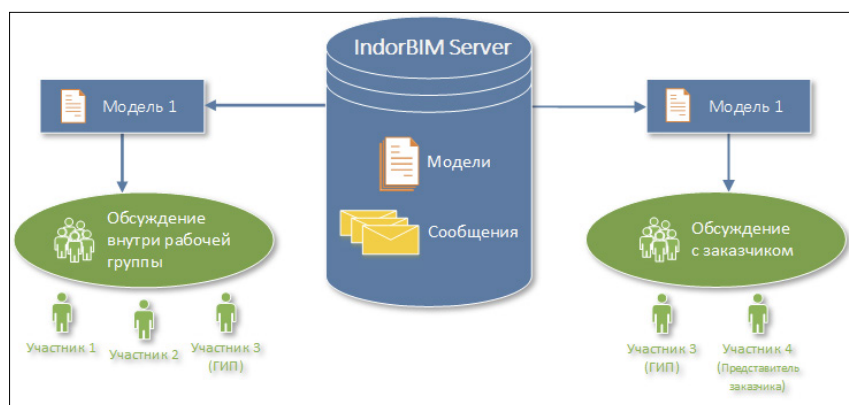 IndorBIM Server
Модель 1
Модель 1
Модели
Сообщения
Обсуждение
внутри рабочей
группы
Обсуждение
с заказчиком
Участник 1
Участник 2
Участник 3
(ГИП)
Участник 3
(ГИП)
Участник 4
(Представитель
заказчика)